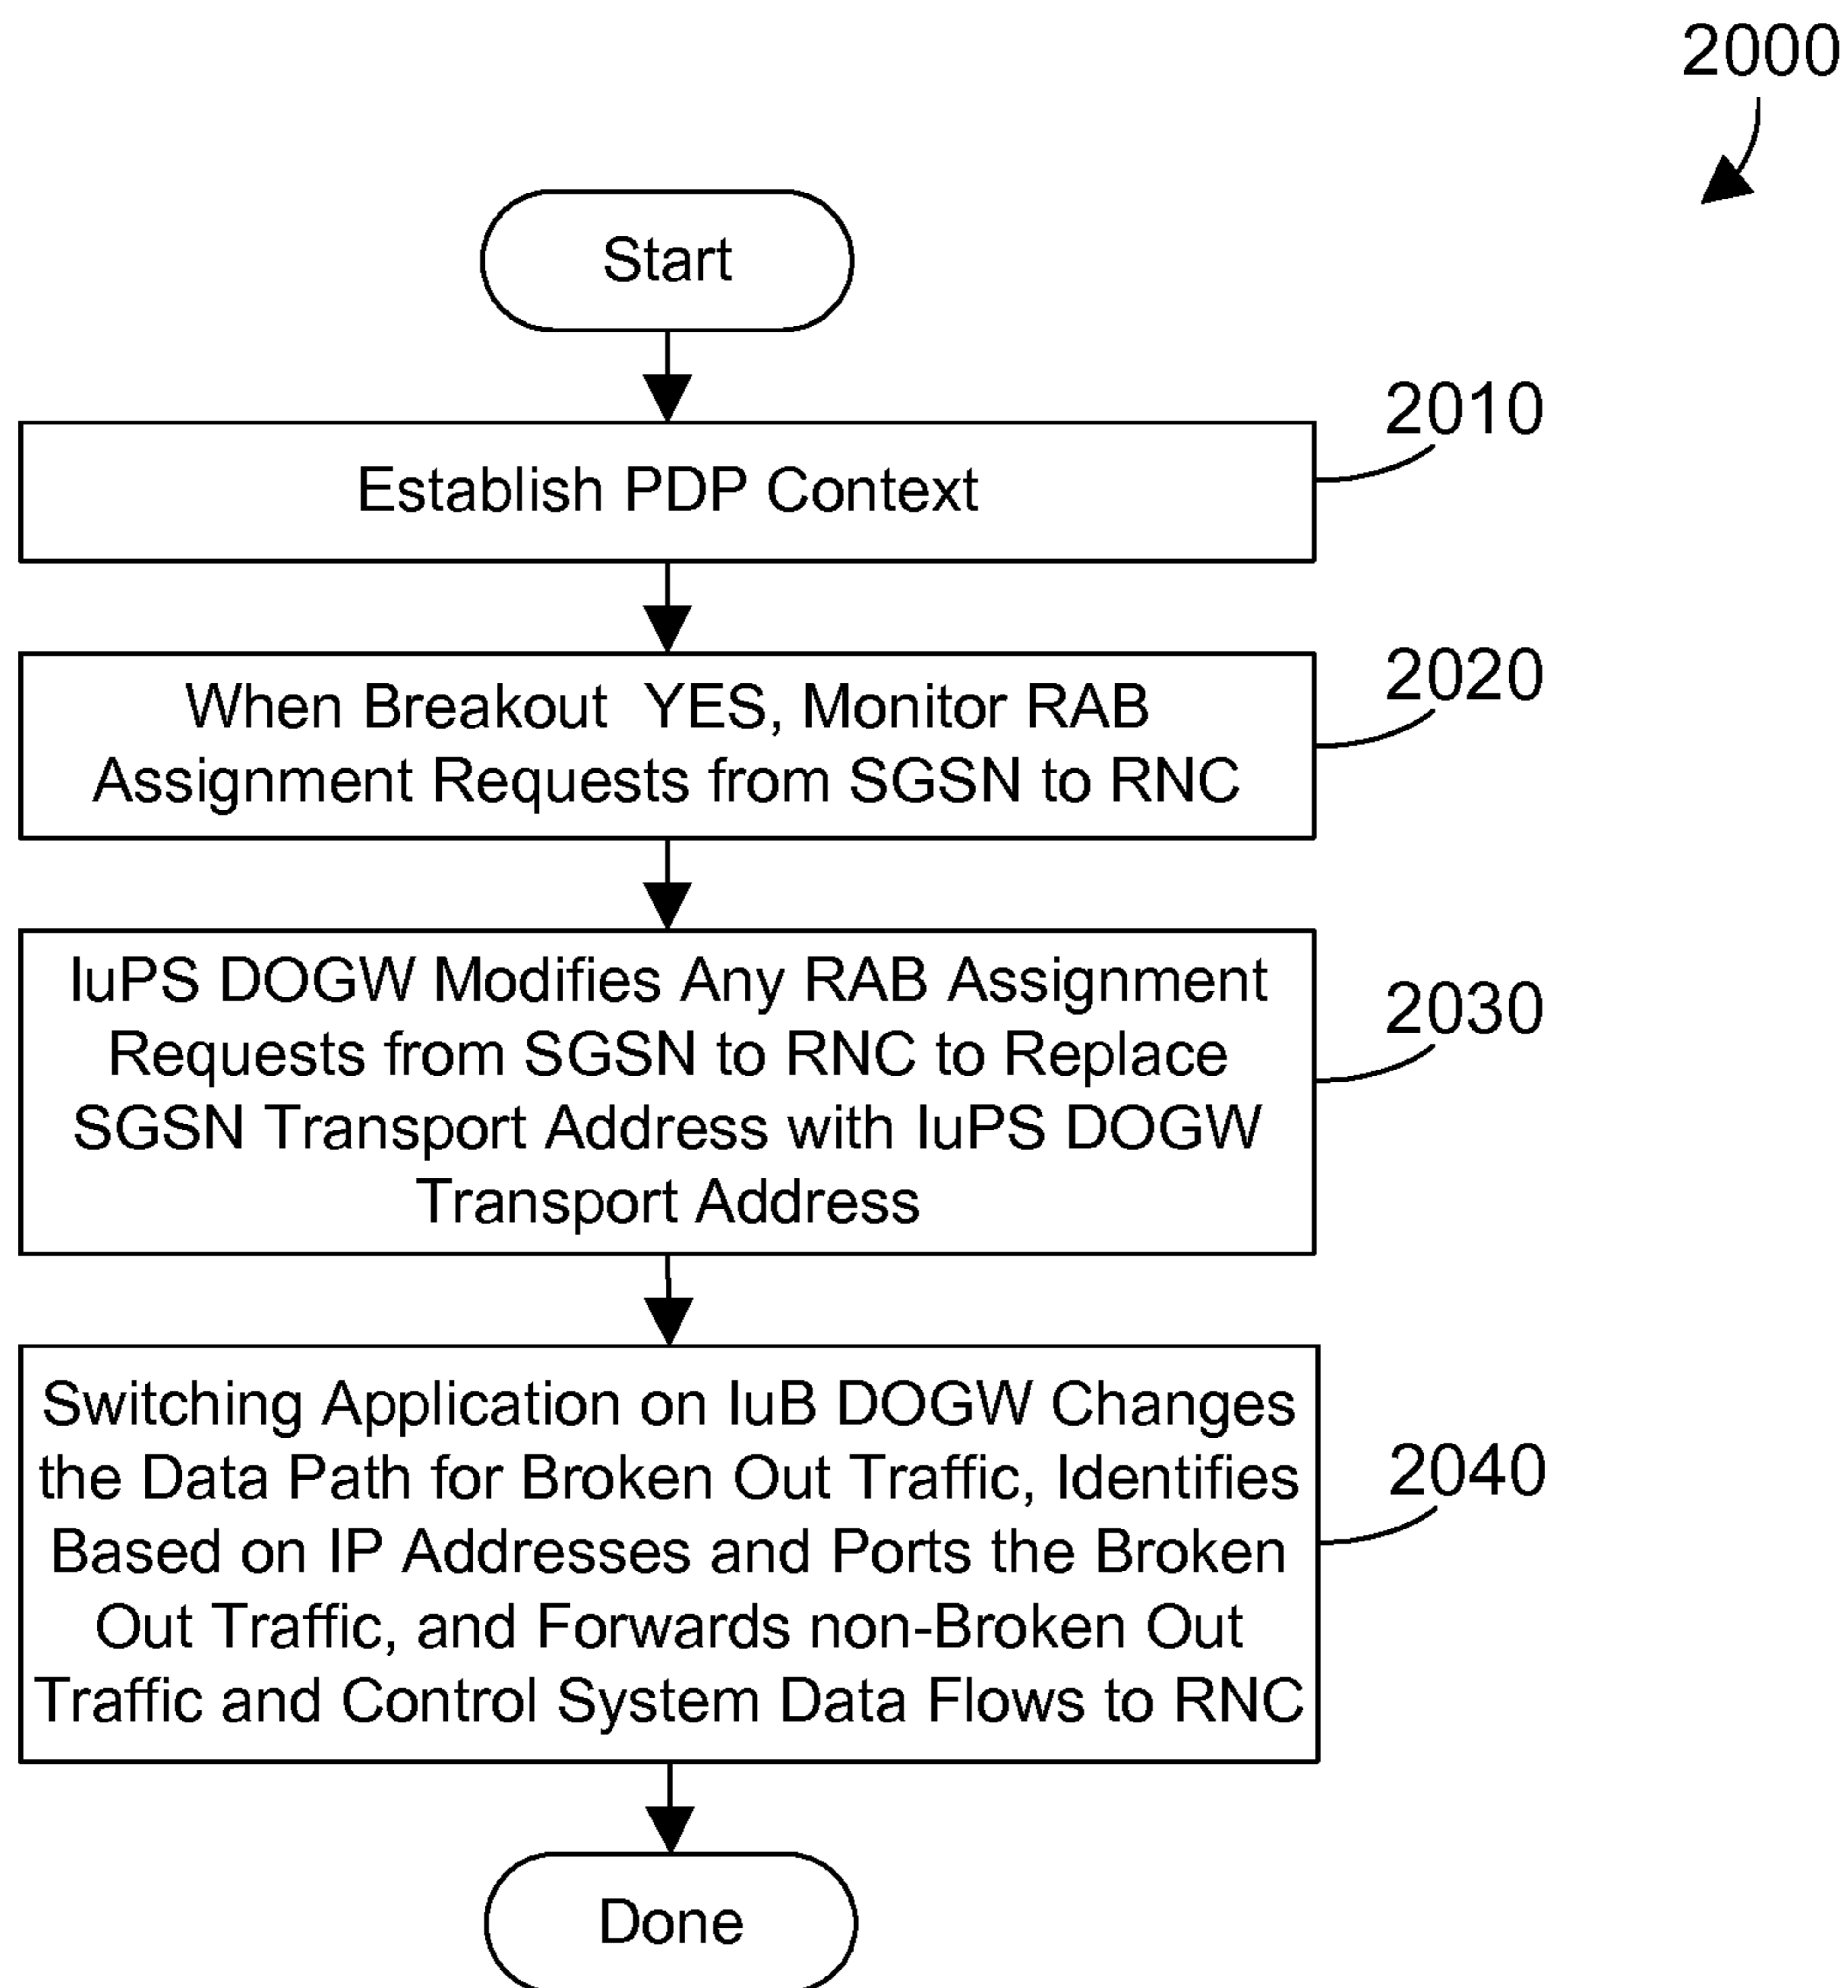 2000
Start
2010
Establish PDP Context
2020
When Breakout YES, Monitor RAB
Assignment Requests from SGSN to RNC
2030
IuPS DOGW Modifies Any RAB Assignment
Requests from SGSN to RNC to Replace
SGSN Transport Address with IuPS DOGW
Transport Address
2040
Switching Application on IuB DOGW Changes
the Data Path for Broken Out Traffic, Identifies
Based on IP Addresses and Ports the Broken
Out Traffic, and Forwards non-Broken Out
Traffic and Control System Data Flows to RNC
Done